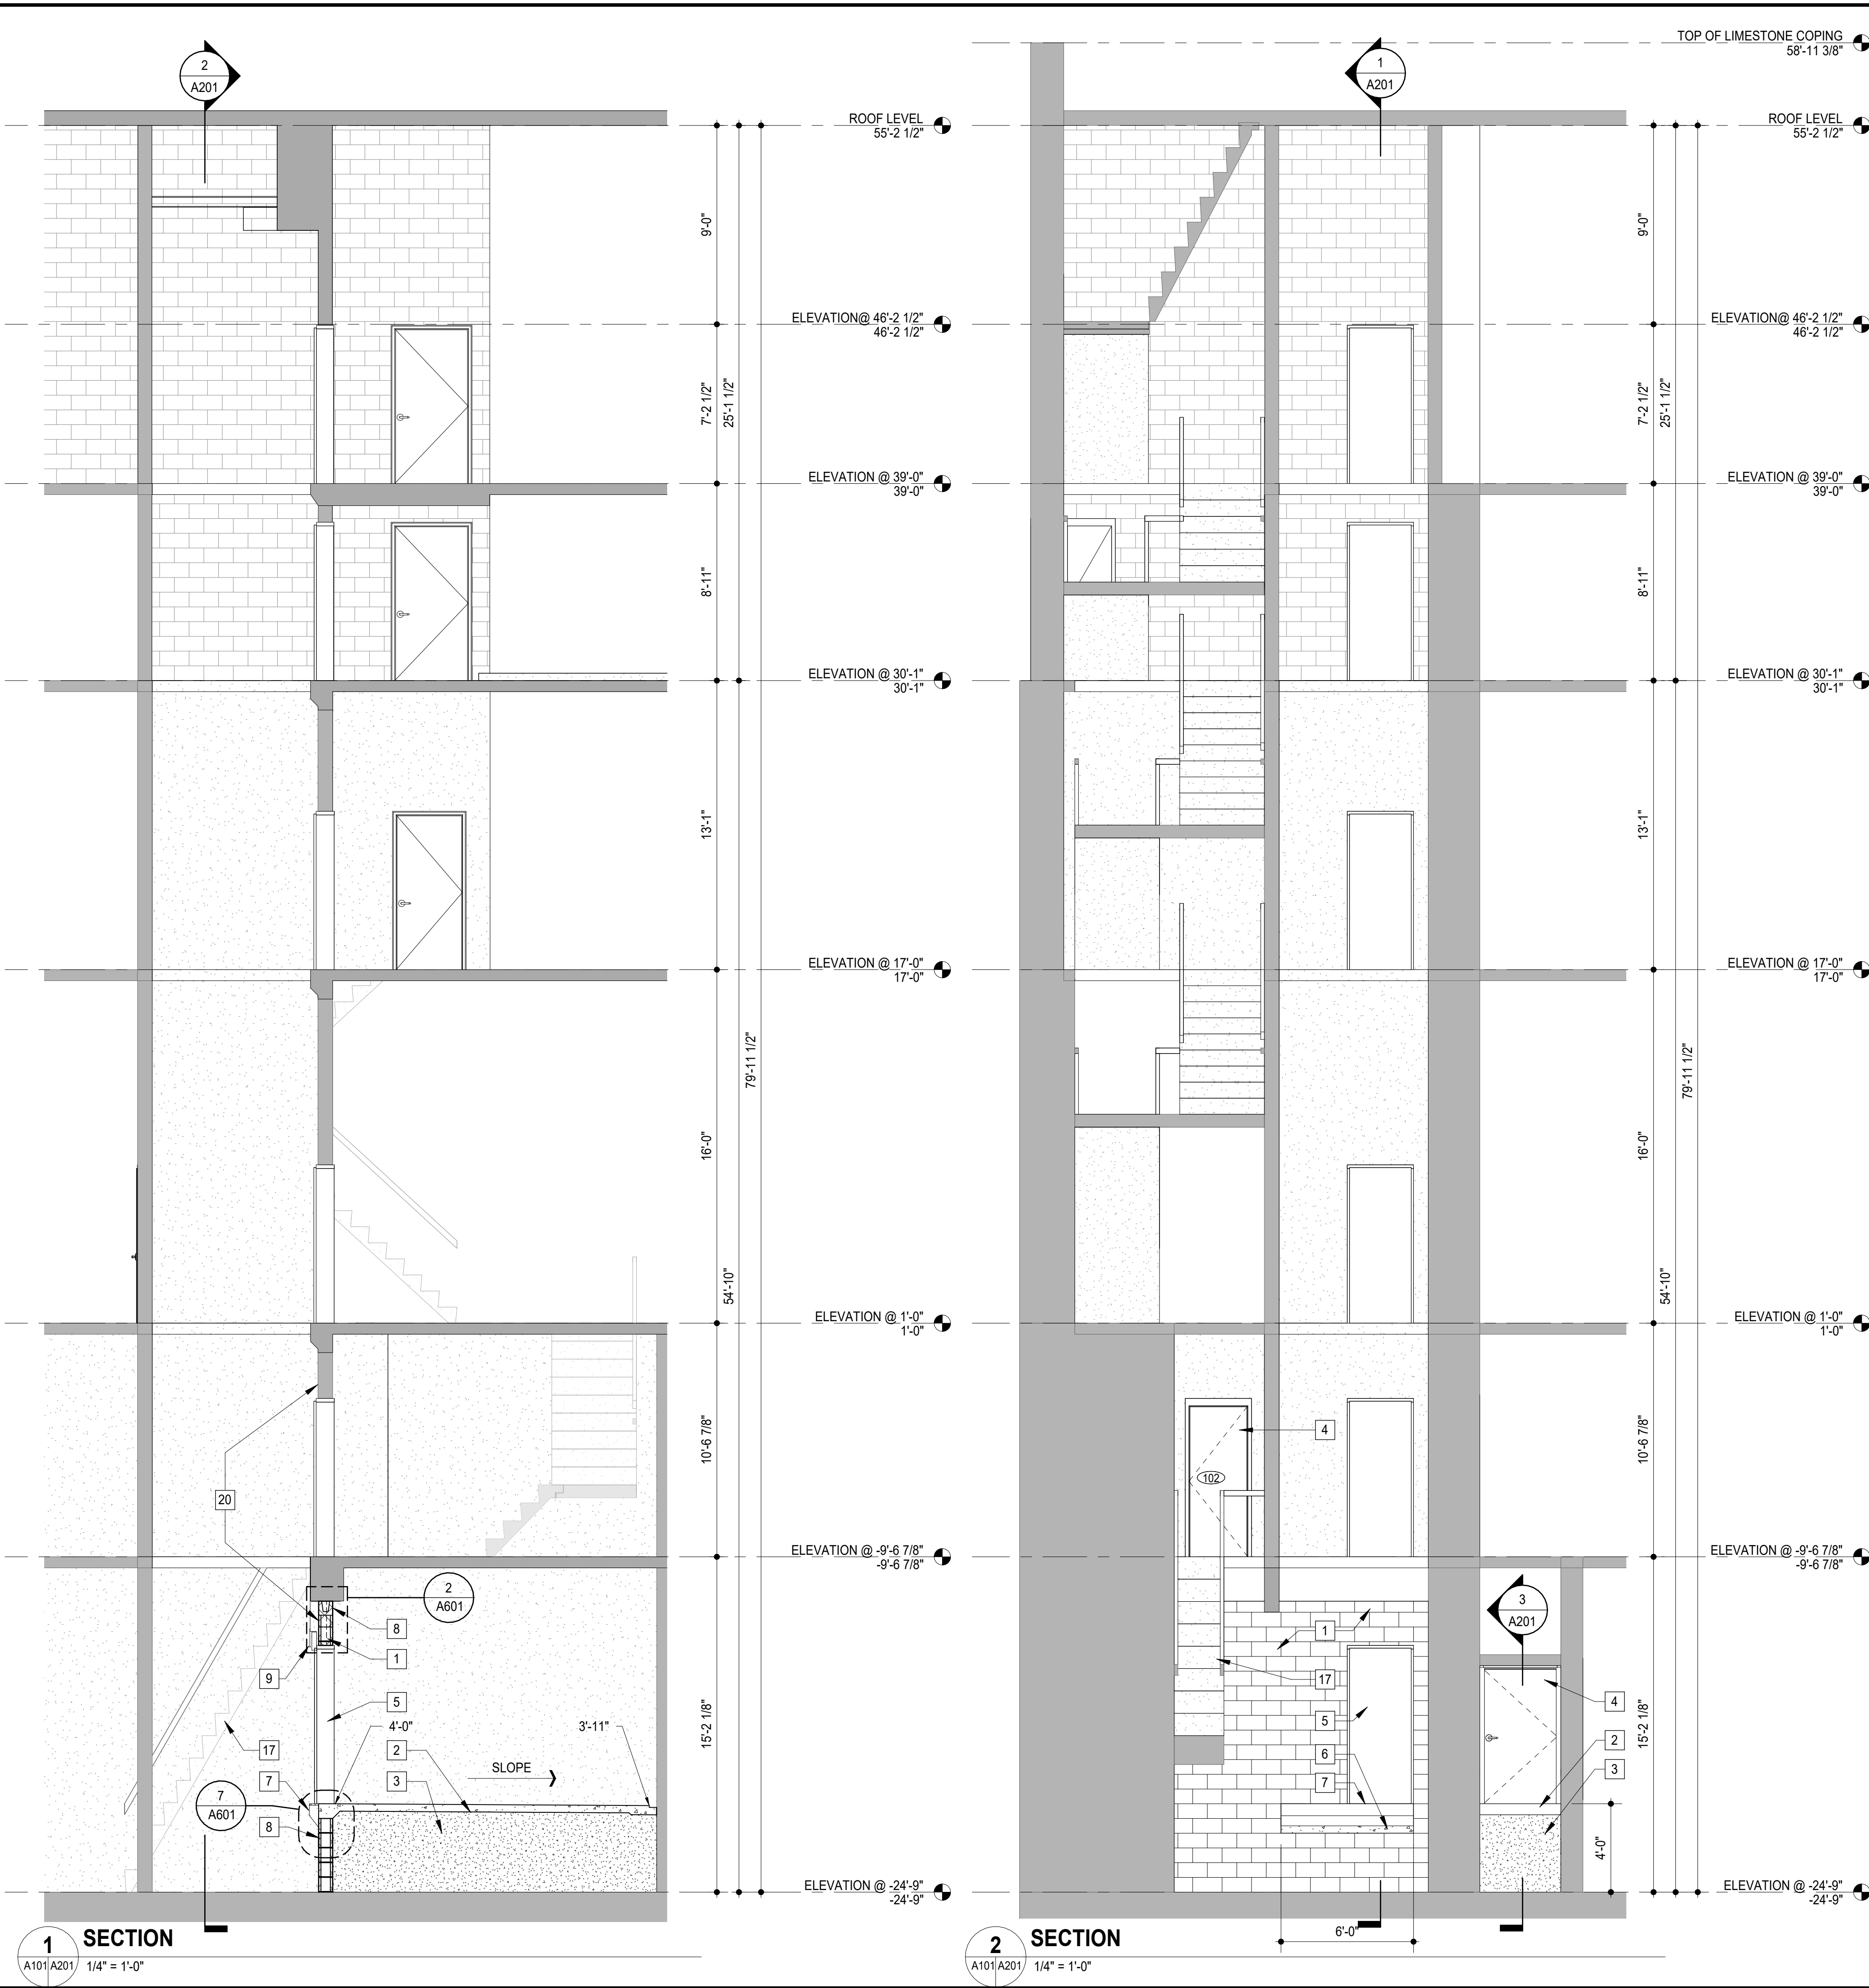 2
A201
ROOF LEVEL
55'-2 1/2"
9'-0"
ELEVATION@ 46'-2 1/2"
46'-2 1/2"
7'-2 1/2"
25'-1 1/2"
ELEVATION @ 39'-0"
39'-0"
8'-11"
ELEVATION @ 30'-1"
30'-1"
13'-1"
ELEVATION @ 17'-0"
17'-0"
79'-11 1/2"
16'-0"
54'-10"
ELEVATION @ 1'-0"
1'-0"
10'-6 7/8"
20
ELEVATION @ -9'-6 7/8"
-9'-6 7/8"
2
A601
8
1
9
5
4'-0"
3'-11"
15'-2 1/8"
17
2
SLOPE
7
3
7
A601
8
ELEVATION @ -24'-9"
-24'-9"
1
A101 A201
SECTION
1/4" = 1'-0"
TOP OF LIMESTONE COPING
58'-11 3/8"
1
A201
ROOF LEVEL
55'-2 1/2"
9'-0"
ELEVATION@ 46'-2 1/2"
46'-2 1/2"
7'-2 1/2"
25'-1 1/2"
ELEVATION @ 39'-0"
39'-0"
8'-11"
ELEVATION @ 30'-1"
30'-1"
13'-1"
ELEVATION @ 17'-0"
17'-0"
79'-11 1/2"
16'-0"
54'-10"
ELEVATION @ 1'-0"
1'-0"
4
10'-6 7/8"
102
ELEVATION @ -9'-6 7/8"
-9'-6 7/8"
3
A201
1
17
4
5
15'-2 1/8"
2
6
3
7
4'-0"
ELEVATION @ -24'-9"
-24'-9"
6'-0"
2
A101 A201
SECTION
1/4" = 1'-0"